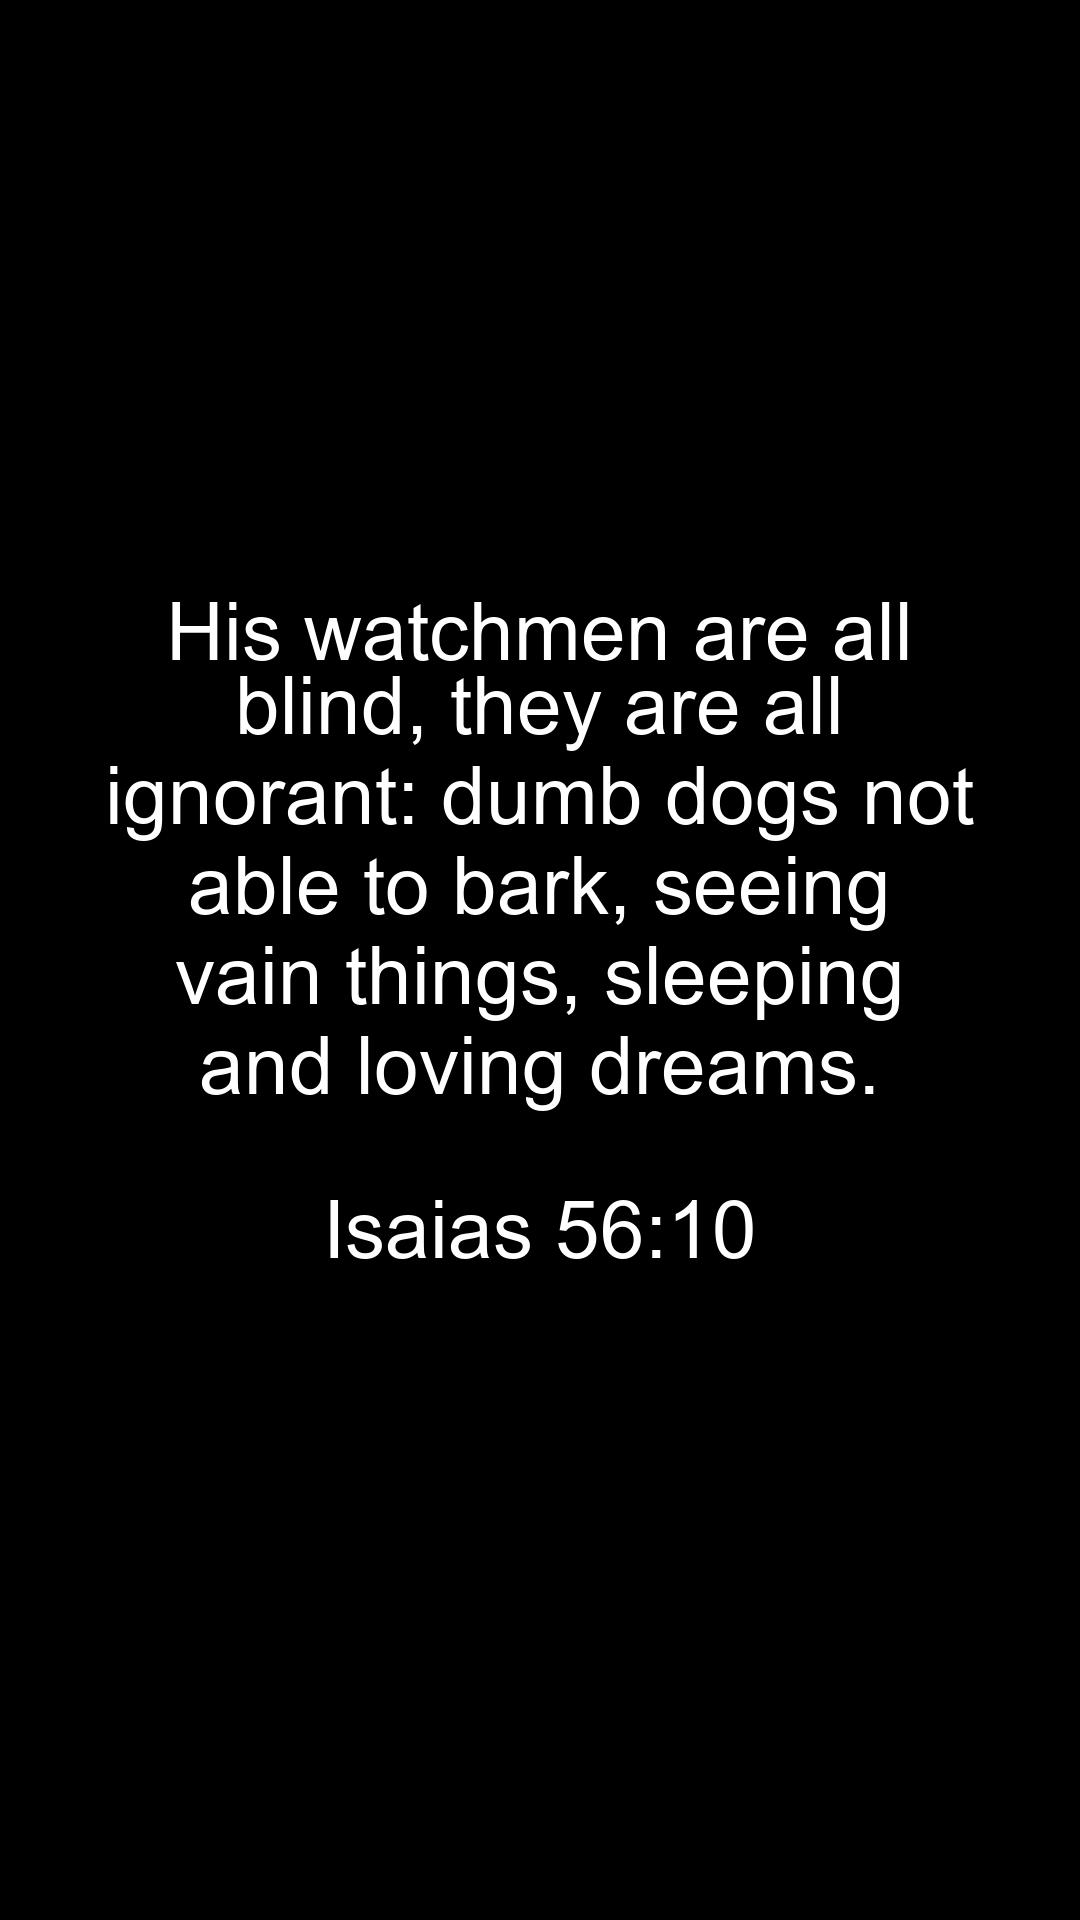 His watchmen are all
blind, they are all
ignorant: dumb dogs not
able to bark, seeing
vain things, sleeping
and loving dreams.
Isaias 56:10